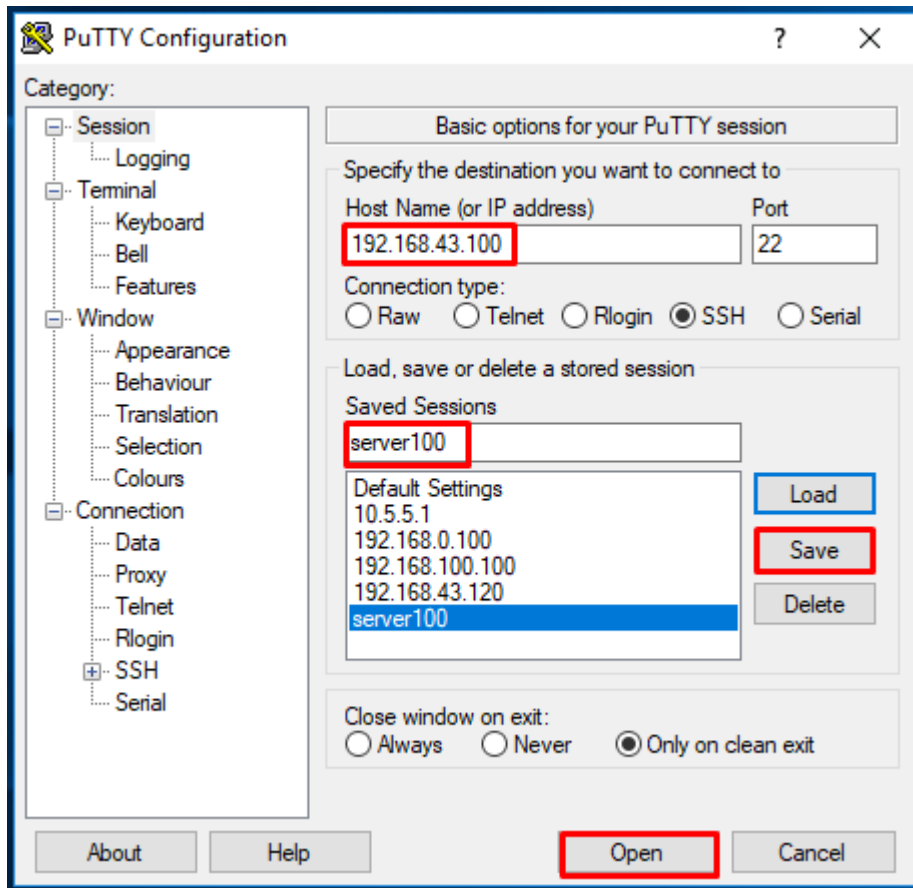 PuTTY Configuration
?
Category:
Session
Logging
Terminal
Keyboard
Bell
Features
Window
Appearance
Behaviour
Translation
Selection
Colours
Connection
Data
Proxy
Telnet
Rlogin
SSH
Serial
Basic options for your PuTTY session
Specify the destination you want to connect to
Host Name (or IP address) Port
192.168.43.100 22
Connection type:
Raw Telnet Rlogin SSH Serial
Load, save or delete a stored session
Saved Sessions
server100
Default Settings
10.5.5.1
192.168.0.100
192.168.100.100
192.168.43.120
server100
Load
Save
Delete
Close window on exit:
Always Never Only on clean exit
About Help Open Cancel